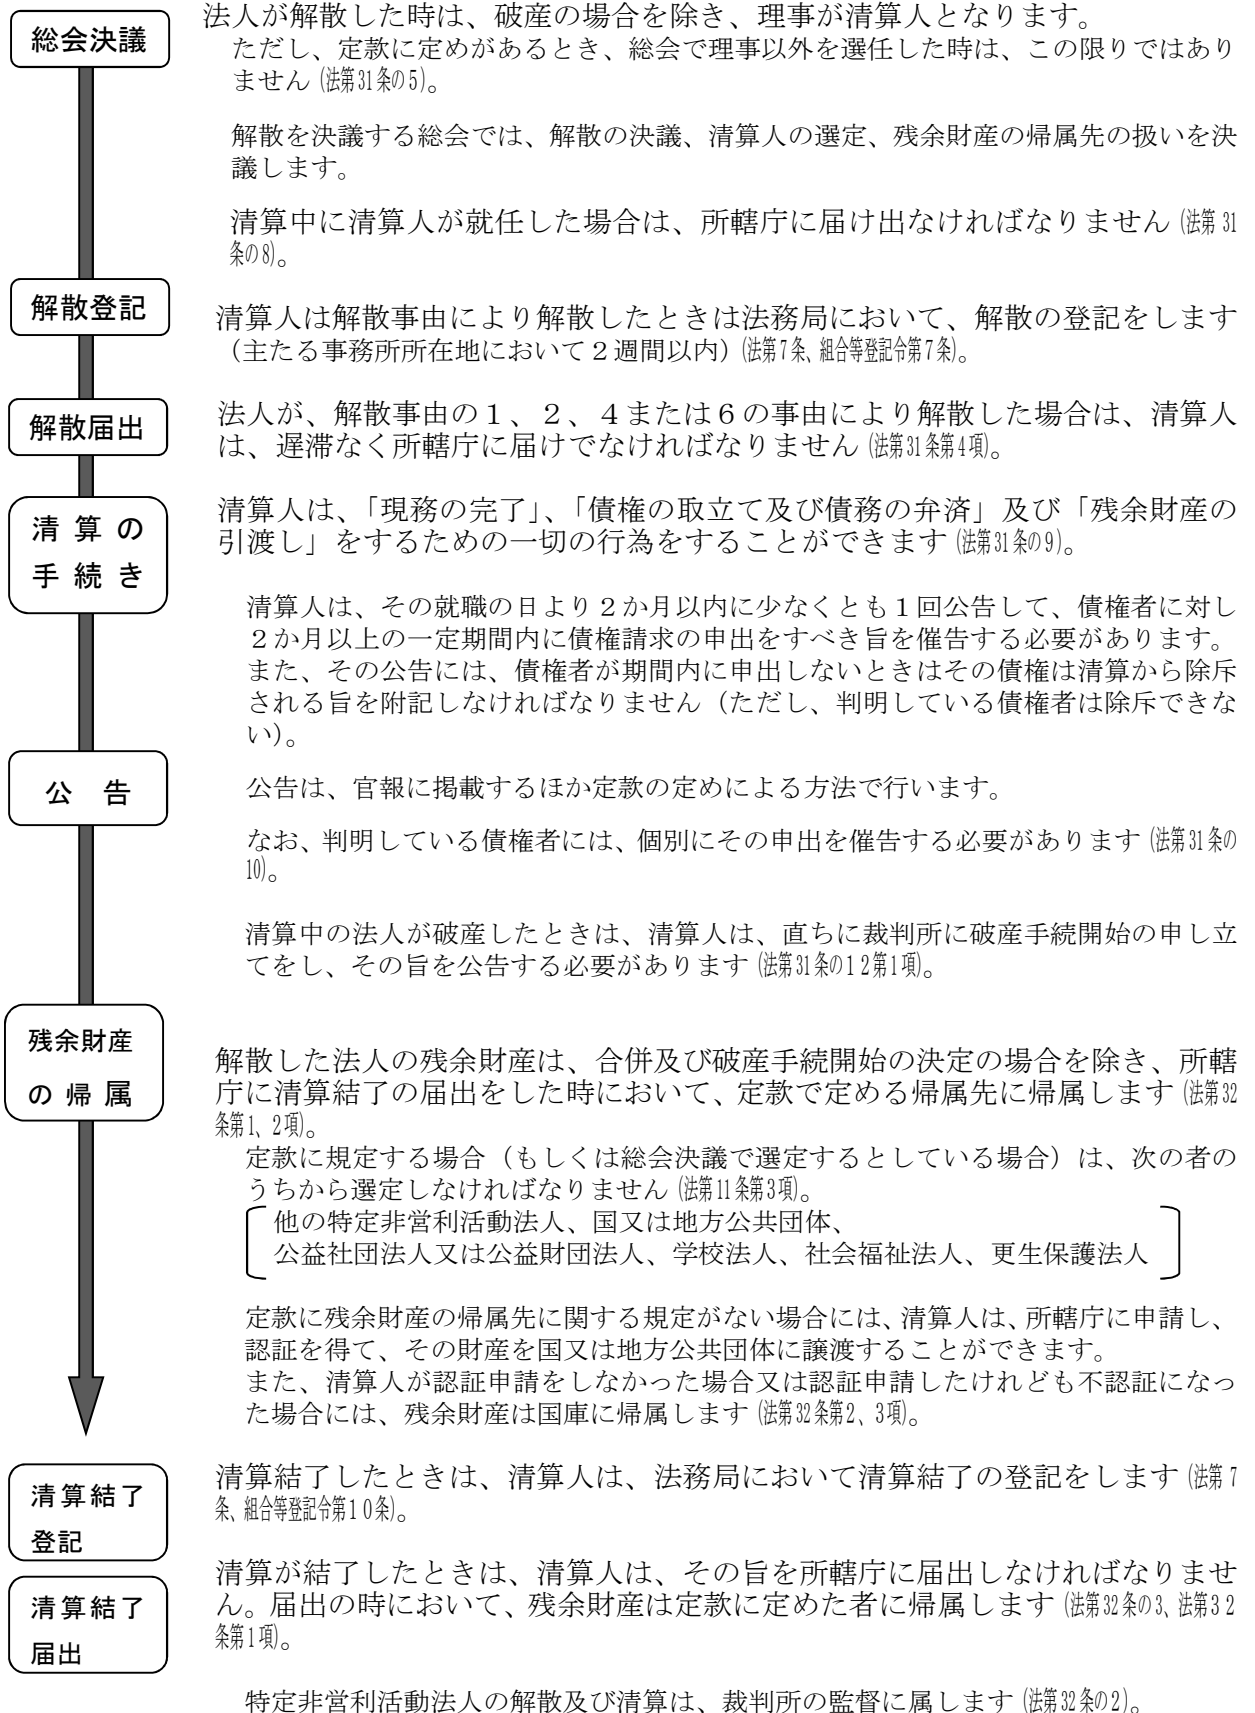 総会決議
法人が解散した時は、破産の場合を除き、理事が清算人となります。
ただし、定款に定めがあるとき、総会で理事以外を選任した時は、この限りではあり
ません(法第31条の5)。
解散を決議する総会では、解散の決議、清算人の選定、残余財産の帰属先の扱いを決
議します。
清算中に清算人が就任した場合は、所轄庁に届け出なければなりません(法第31
条の8)。
解散登記
清算人は解散事由により解散したときは法務局において、解散の登記をします
(主たる事務所所在地において2週間以内)(法第7条、組合等登記令第7条)。
解散届出
法人が、解散事由の1、2、4または6の事由により解散した場合は、清算人
は、遅滞なく所轄庁に届けでなければなりません(法第31条第4項)。
清算の
手続き
清算人は、「現務の完了」、「債権の取立て及び債務の弁済」及び「残余財産の
引渡し」をするための一切の行為をすることができます(法第31条の9)。
清算人は、その就職の日より2か月以内に少なくとも1回公告して、債権者に対し
2か月以上の一定期間内に債権請求の申出をすべき旨を催告する必要があります。
また、その公告には、債権者が期間内に申出しないときはその債権は清算から除斥
される旨を附記しなければなりません(ただし、判明している債権者は除斥できな
い)。
公 告
公告は、官報に掲載するほか定款の定めによる方法で行います。
なお、判明している債権者には、個別にその申出を催告する必要があります(法第31条の
10)。
清算中の法人が破産したときは、清算人は、直ちに裁判所に破産手続開始の申し立
てをし、その旨を公告する必要があります(法第31条の12第1項)。
残余財産
の帰属
解散した法人の残余財産は、合併及び破産手続開始の決定の場合を除き、所轄
庁に清算結了の届出をした時において、定款で定める帰属先に帰属します(法第32
条第1、2項)。
定款に規定する場合(もしくは総会決議で選定するとしている場合)は、次の者の
うちから選定しなければなりません(法第11条第3項)。
他の特定非営利活動法人、国又は地方公共団体、
公益社団法人又は公益財団法人、学校法人、社会福祉法人、更生保護法人
定款に残余財産の帰属先に関する規定がない場合には、清算人は、所轄庁に申請し、
認証を得て、その財産を国又は地方公共団体に譲渡することができます。
また、清算人が認証申請をしなかった場合又は認証申請したけれども不認証になっ
た場合には、残余財産は国庫に帰属します(法第32条第2、3項)。
清算結了
登記
清算結了したときは、清算人は、法務局において清算結了の登記をします(法第7
条、組合等登記令第10条)。
清算結了
届出
清算が結了したときは、清算人は、その旨を所轄庁に届出しなければなりませ
ん。届出の時において、残余財産は定款に定めた者に帰属します(法第32条の3、法第32
条第1項)。
特定非営利活動法人の解散及び清算は、裁判所の監督に属します(法第32条の2)。